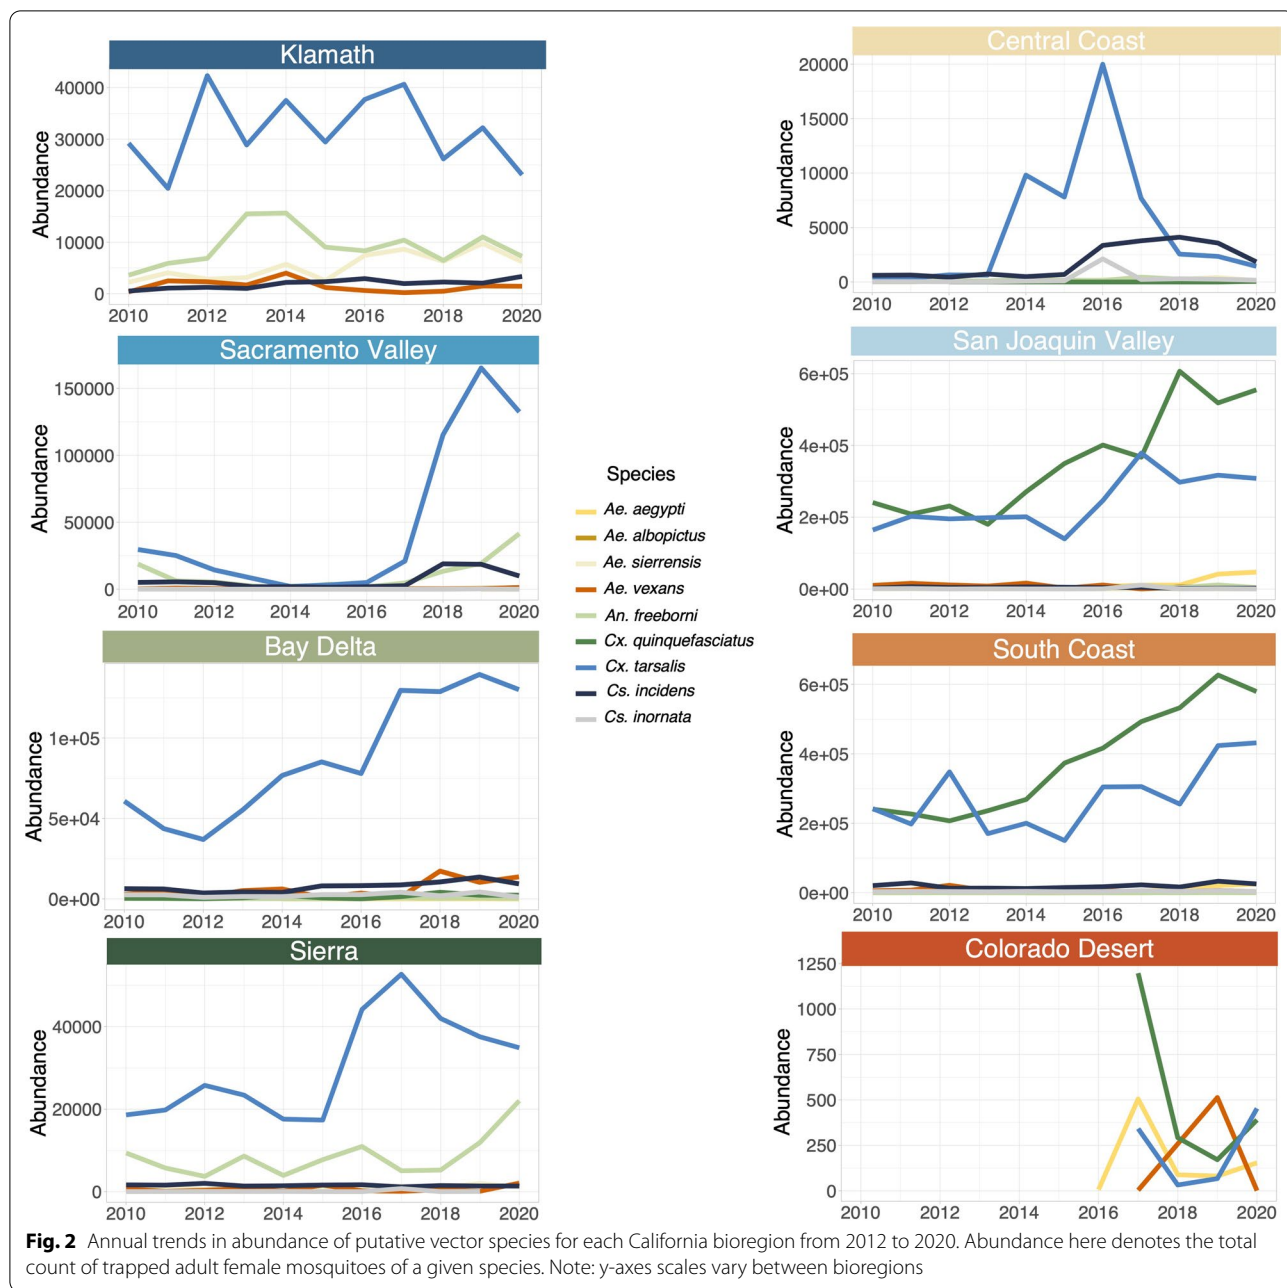 Klamath
Abundance
40000
30000
20000
10000
0
2010 2012 2014 2016 2018 2020
Sacramento Valley
Abundance
150000
100000
50000
0
2010 2012 2014 2016 2018 2020
Bay Delta
Abundance
1e+05
5e+04
0e+00
2010 2012 2014 2016 2018 2020
Sierra
Abundance
40000
20000
0
2010 2012 2014 2016 2018 2020
Species
Ae. aegypti
Ae. albopictus
Ae. sierrensis
Ae. vexans
An. freeborni
Cx. quinquefasciatus
Cx. tarsalis
Cs. incidens
Cs. inornata
Central Coast
Abundance
20000
15000
10000
5000
0
2010 2012 2014 2016 2018 2020
San Joaquin Valley
Abundance
6e+05
4e+05
2e+05
0e+00
2010 2012 2014 2016 2018 2020
South Coast
Abundance
6e+05
4e+05
2e+05
0e+00
2010 2012 2014 2016 2018 2020
Colorado Desert
Abundance
1250
1000
750
500
250
0
2010 2012 2014 2016 2018 2020
Fig. 2 Annual trends in abundance of putative vector species for each California bioregion from 2012 to 2020. Abundance here denotes the total
count of trapped adult female mosquitoes of a given species. Note: y-axes scales vary between bioregions